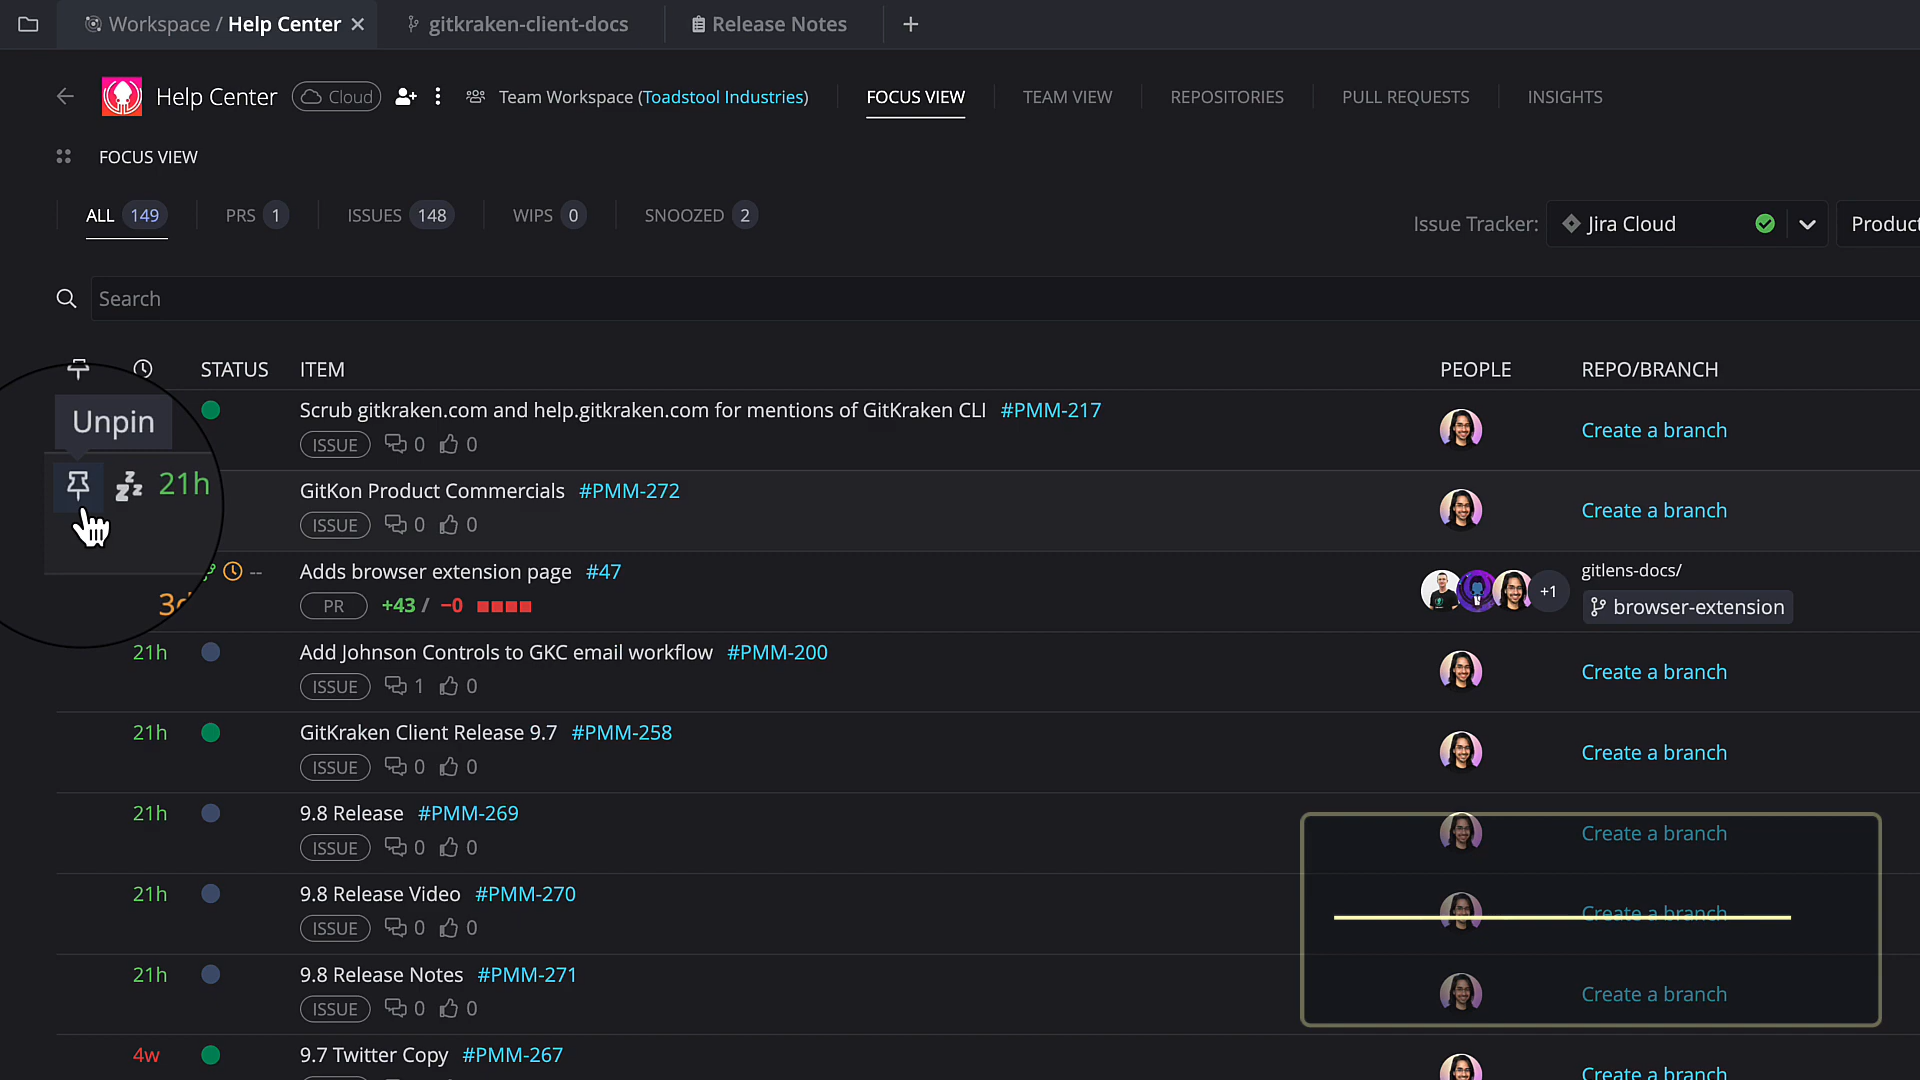 Workspace / Help Center
gitkraken-client-docs
Release Notes
Help Center
Cloud
Team Workspace (Toadstool Industries)
FOCUS VIEW
TEAM VIEW
REPOSITORIES
PULL REQUESTS
INSIGHTS
FOCUS VIEW
ALL 149
PRS 1
ISSUES 148
WIPS 0
SNOOZED 2
Issue Tracker:
Jira Cloud
Product
Search
STATUS
ITEM
PEOPLE
REPO/BRANCH
Unpin
Scrub gitkraken.com and help.gitkraken.com for mentions of GitKraken CLI #PMM-217
ISSUE 0 0
Create a branch
21h
GitKon Product Commercials #PMM-272
ISSUE 0 0
Create a branch
3d
--
Adds browser extension page #47
PR +43 / −0
+1
gitlens-docs/
browser-extension
21h
Add Johnson Controls to GKC email workflow #PMM-200
ISSUE 1 0
Create a branch
21h
GitKraken Client Release 9.7 #PMM-258
ISSUE 0 0
Create a branch
21h
9.8 Release #PMM-269
ISSUE 0 0
Create a branch
21h
9.8 Release Video #PMM-270
ISSUE 0 0
Create a branch
21h
9.8 Release Notes #PMM-271
ISSUE 0 0
Create a branch
4w
9.7 Twitter Copy #PMM-267
Create a branch